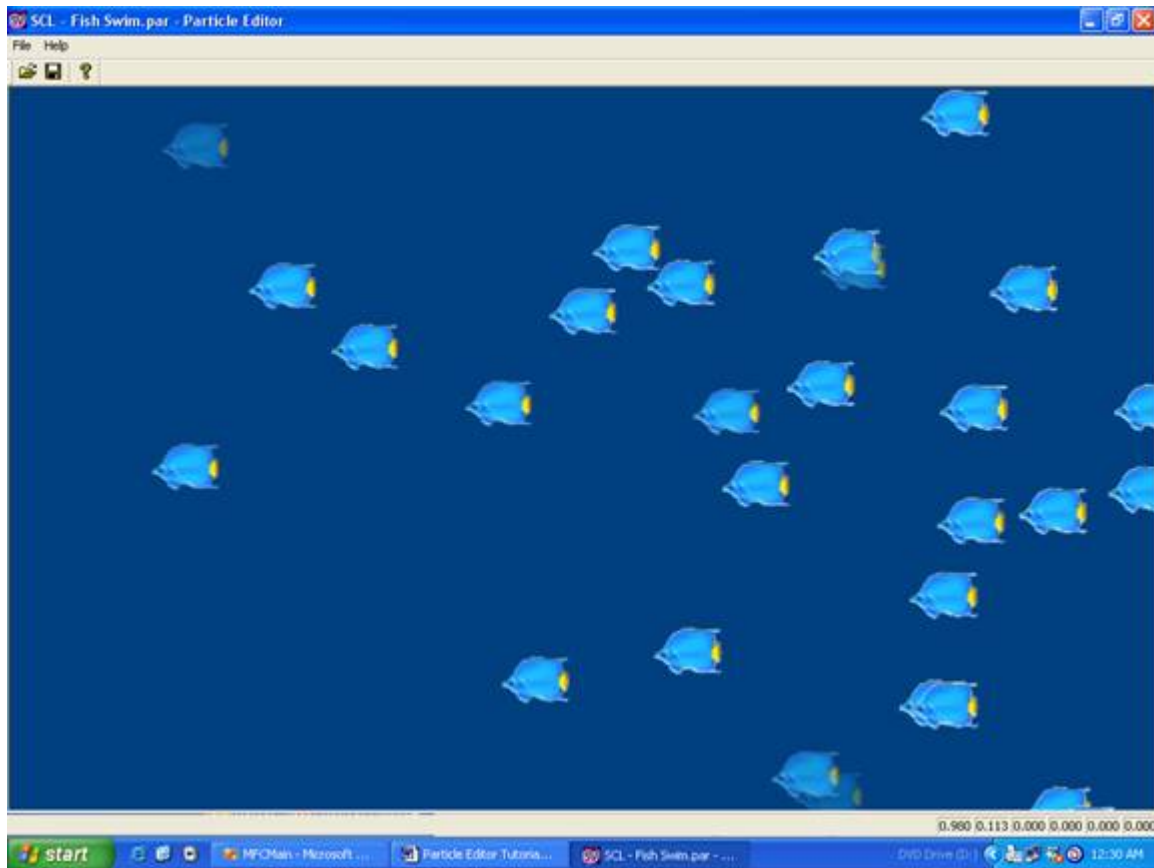 SCL - Fish Swim.par - Particle Editor
File Help
0.980 0.113 0.000 0.000 0.000 0.000
start MFCMain - Microsoft ... Particle Editor Tutoria... SCL - Fish Swim.par - ... DVD Drive (D:) 12:30 AM